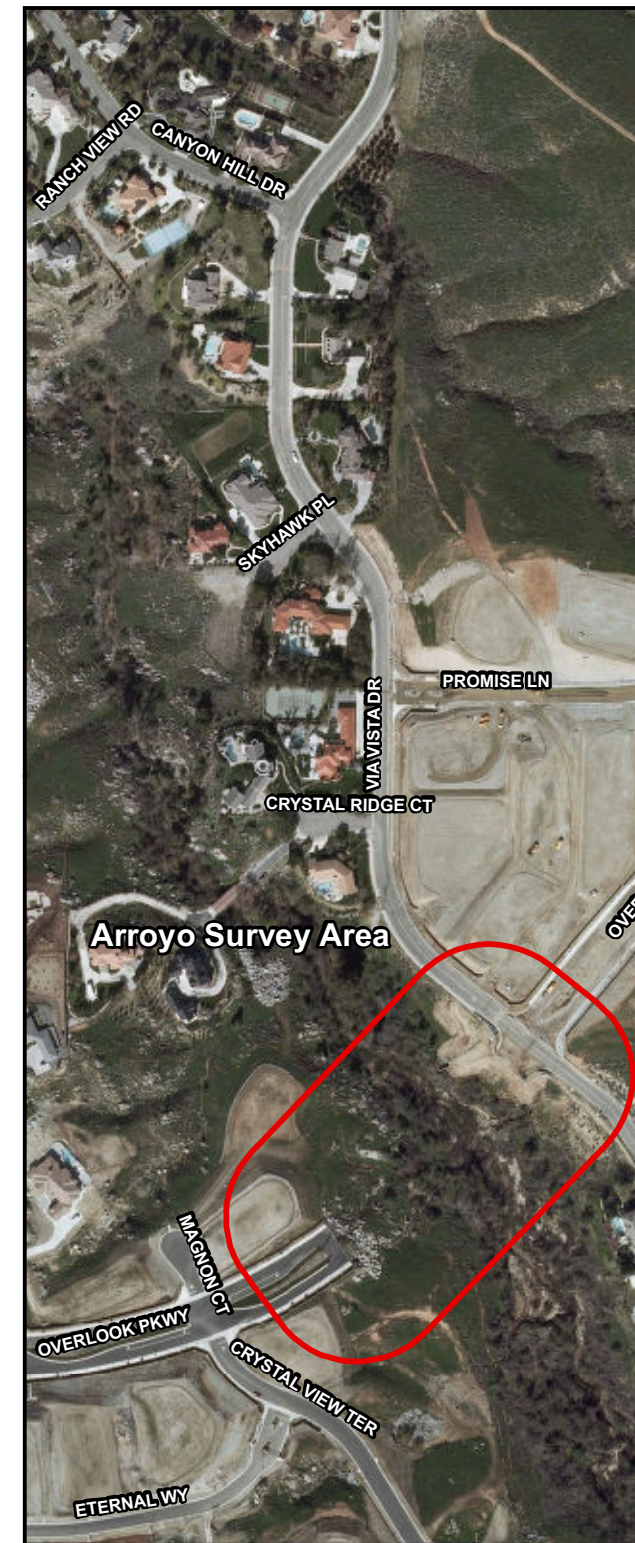 RANCH VIEW RD
CANYON HILL DR
SKYHAWK PL
PROMISE LN
VIA VISTA DR
CRYSTAL RIDGE CT
OVE
Arroyo Survey Area
MAGNON CT
OVERLOOK PKWY
CRYSTAL VIEW TER
ETERNAL WY